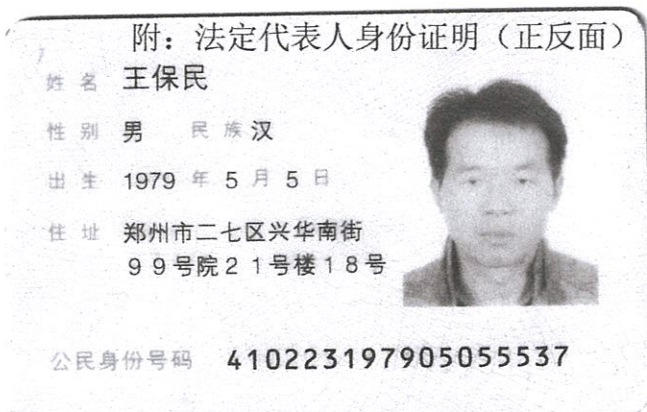 附：法定代表人身份证明（正反面）
姓名 王保民
性别 男 民族 汉
出生 1979 年 5 月 5 日
住址 郑州市二七区兴华南街
99号院21号楼18号
公民身份号码 410223197905055537